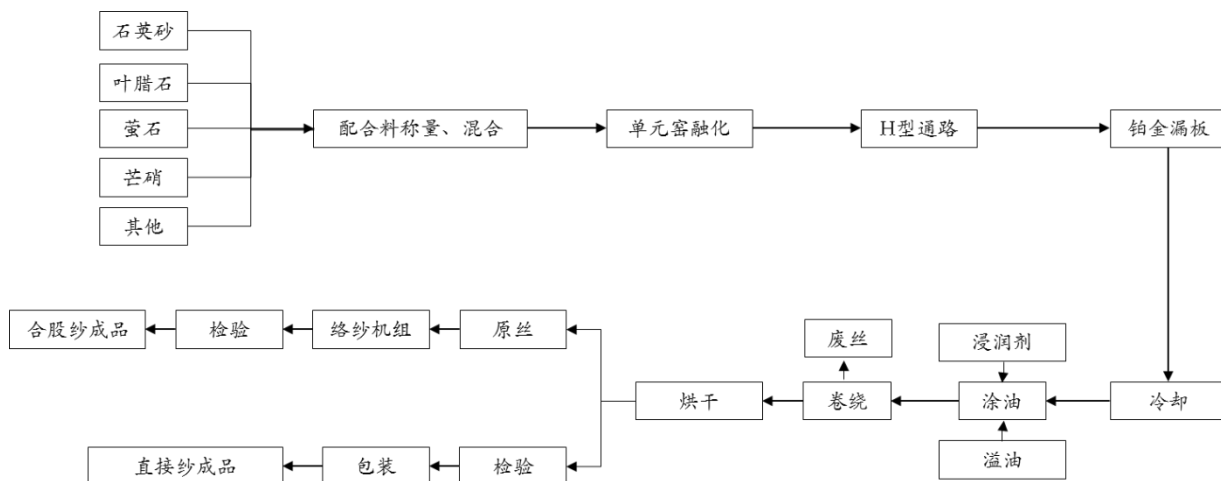 石英砂
叶腊石
萤石
芒硝
其他
配合料称量、混合
单元窑融化
H型通路
铂金漏板
冷却
浸润剂
涂油
溢油
废丝
卷绕
烘干
原丝
络纱机组
检验
合股纱成品
检验
包装
直接纱成品